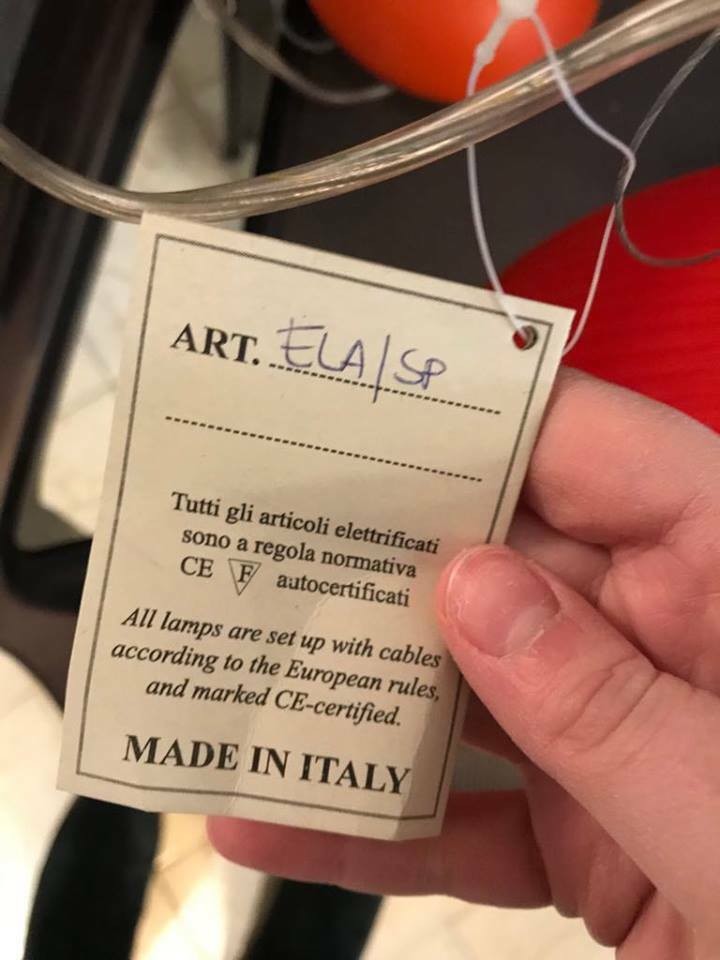 ART. ELA/SP
Tutti gli articoli elettrificati
sono a regola normativa
CE F autocertificati
All lamps are set up with cables
according to the European rules,
and marked CE-certified.
MADE IN ITALY